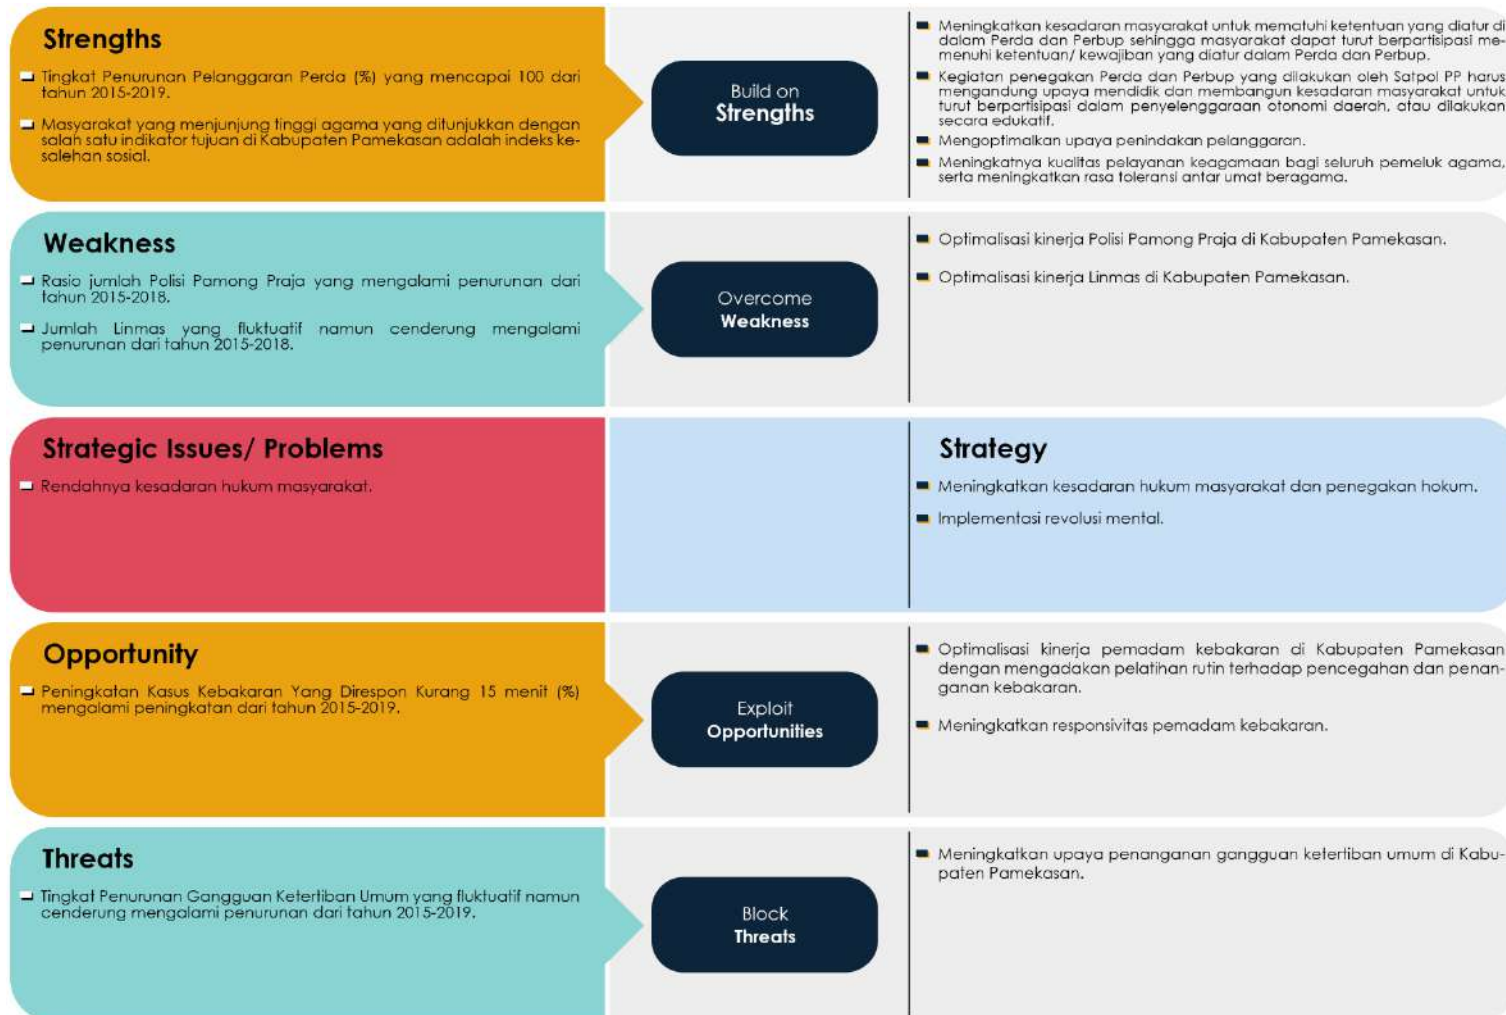 Strengths
Tingkat Penurunan Pelanggaran Perda (%) yang mencapai 100 dari
tahun 2015-2019.
Masyarakat yang menjunjung tinggi agama yang ditunjukkan dengan
salah satu indikator tujuan di Kabupaten Pamekasan adalah indeks ke-
salehan sosial.
Build on
Strengths
Meningkatkan kesadaran masyarakat untuk mematuhi ketentuan yang diatur di
dalam Perda dan Perbup sehingga masyarakat dapat turut berpartisipasi me-
menuhi ketentuan/ kewajiban yang diatur dalam Perda dan Perbup.
Kegiatan penegakan Perda dan Perbup yang dilakukan oleh Satpol PP harus
mengandung upaya mendidik dan membangun kesadaran masyarakat untuk
turut berpartisipasi dalam penyelenggaraan otonomi daerah, atau dilakukan
secara edukatif.
Mengoptimalkan upaya penindakan pelanggaran.
Meningkatnya kualitas pelayanan keagamaan bagi seluruh pemeluk agama,
serta meningkatkan rasa toleransi antar umat beragama.
Weakness
Rasio jumlah Polisi Pamong Praja yang mengalami penurunan dari
tahun 2015-2018.
Jumlah Linmas yang fluktuatif namun cenderung mengalami
penurunan dari tahun 2015-2018.
Overcome
Weakness
Optimalisasi kinerja Polisi Pamong Praja di Kabupaten Pamekasan.
Optimalisasi kinerja Linmas di Kabupaten Pamekasan.
Strategic Issues/ Problems
Rendahnya kesadaran hukum masyarakat.
Strategy
Meningkatkan kesadaran hukum masyarakat dan penegakan hokum.
Implementasi revolusi mental.
Opportunity
Peningkatan Kasus Kebakaran Yang Direspon Kurang 15 menit (%)
mengalami peningkatan dari tahun 2015-2019.
Exploit
Opportunities
Optimalisasi kinerja pemadam kebakaran di Kabupaten Pamekasan
dengan mengadakan pelatihan rutin terhadap pencegahan dan penan-
ganan kebakaran.
Meningkatkan responsivitas pemadam kebakaran.
Threats
Tingkat Penurunan Gangguan Ketertiban Umum yang fluktuatif namun
cenderung mengalami penurunan dari tahun 2015-2019.
Block
Threats
Meningkatkan upaya penanganan gangguan ketertiban umum di Kabu-
paten Pamekasan.